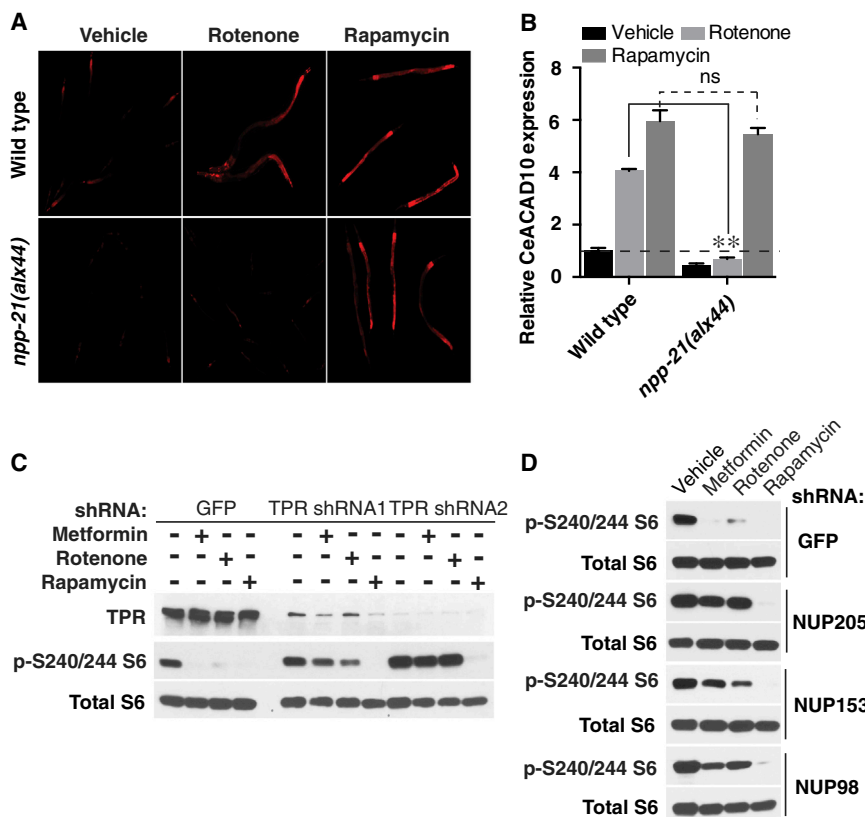 A
Vehicle Rotenone Rapamycin
Wild type
npp-21(alx44)
B
Vehicle Rotenone
Rapamycin
ns
**
Relative CeACAD10 expression
8
6
4
2
0
Wild type
npp-21(alx44)
C
shRNA: GFP TPR shRNA1 TPR shRNA2
Metformin - + - - - + - - - + - -
Rotenone - - + - - - + - - - + -
Rapamycin - - - + - - - + - - - +
TPR
p-S240/244 S6
Total S6
D
Vehicle Metformin Rotenone Rapamycin
shRNA:
p-S240/244 S6
Total S6
GFP
p-S240/244 S6
Total S6
NUP205
p-S240/244 S6
Total S6
NUP153
p-S240/244 S6
Total S6
NUP98